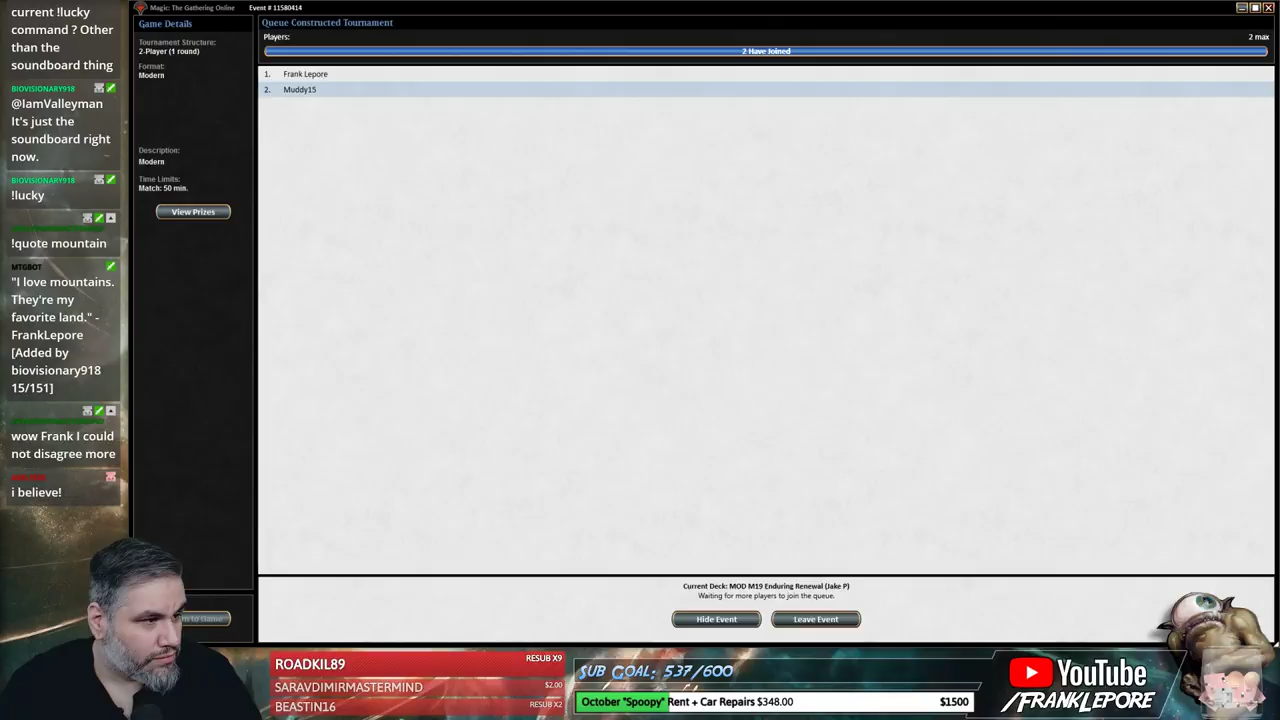 current !lucky
command ? Other
than the
soundboard thing
BIOVISIONARY918
@IamValleyman
It's just the
soundboard right
now.
BIOVISIONARY918
!lucky
!quote mountain
MTGBOT
"I love mountains.
They're my
favorite land." -
FrankLepore
[Added by
biovisionary918
15/151]
wow Frank I could
not disagree more
i believe!
Magic: The Gathering Online Event # 11580414
Game Details
Tournament Structure:
2-Player (1 round)
Format:
Modern
Description:
Modern
Time Limits:
Match: 50 min.
View Prizes
to Game
Queue Constructed Tournament
Players: 2 max
2 Have Joined
1. Frank Lepore
2. Muddy15
Current Deck: MOD M19 Enduring Renewal (Jake P)
Waiting for more players to join the queue.
Hide Event Leave Event
ROADKIL89 RESUB X9
SARAVDIMIRMASTERMIND $2.00
BEASTIN16 RESUB X2
SUB GOAL: 537/600
October "Spoopy" Rent + Car Repairs $348.00 $1500
YouTube
/FRANKLEPORE